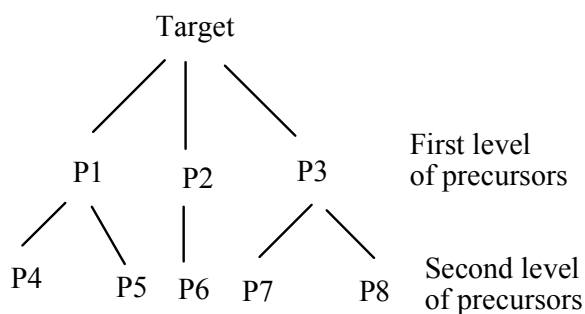 Target
P1 P2 P3
First level
of precursors
P4 P5 P6 P7 P8
Second level
of precursors